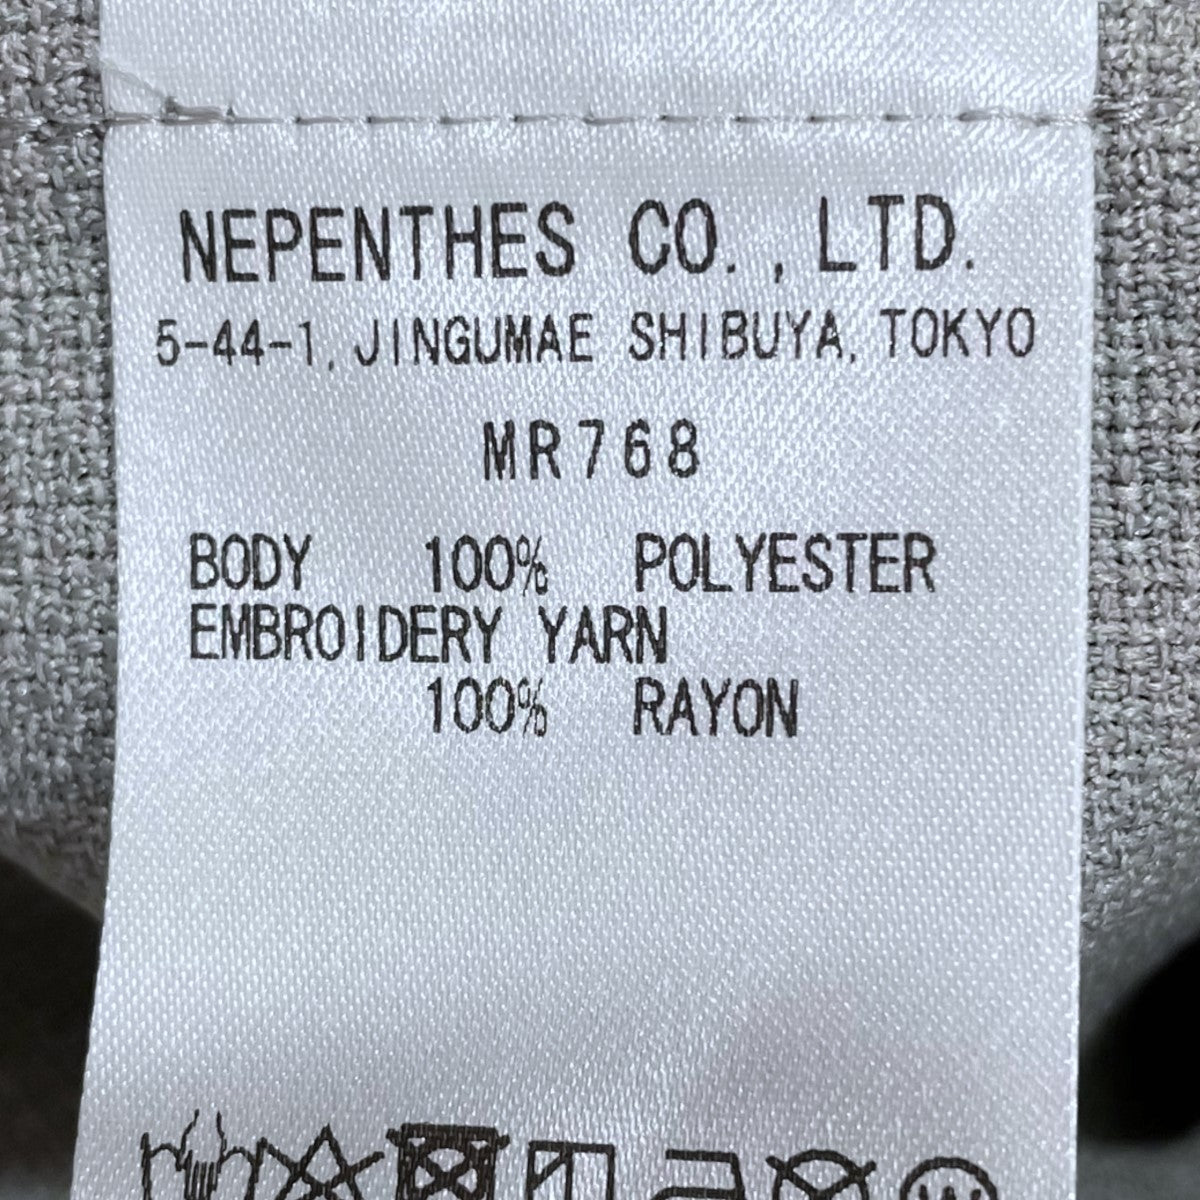 NEPENTHES CO., LTD.
5-44-1, JINGUMAE SHIBUYA, TOKYO
MR768
BODY 100% POLYESTER
EMBROIDERY YARN
100% RAYON